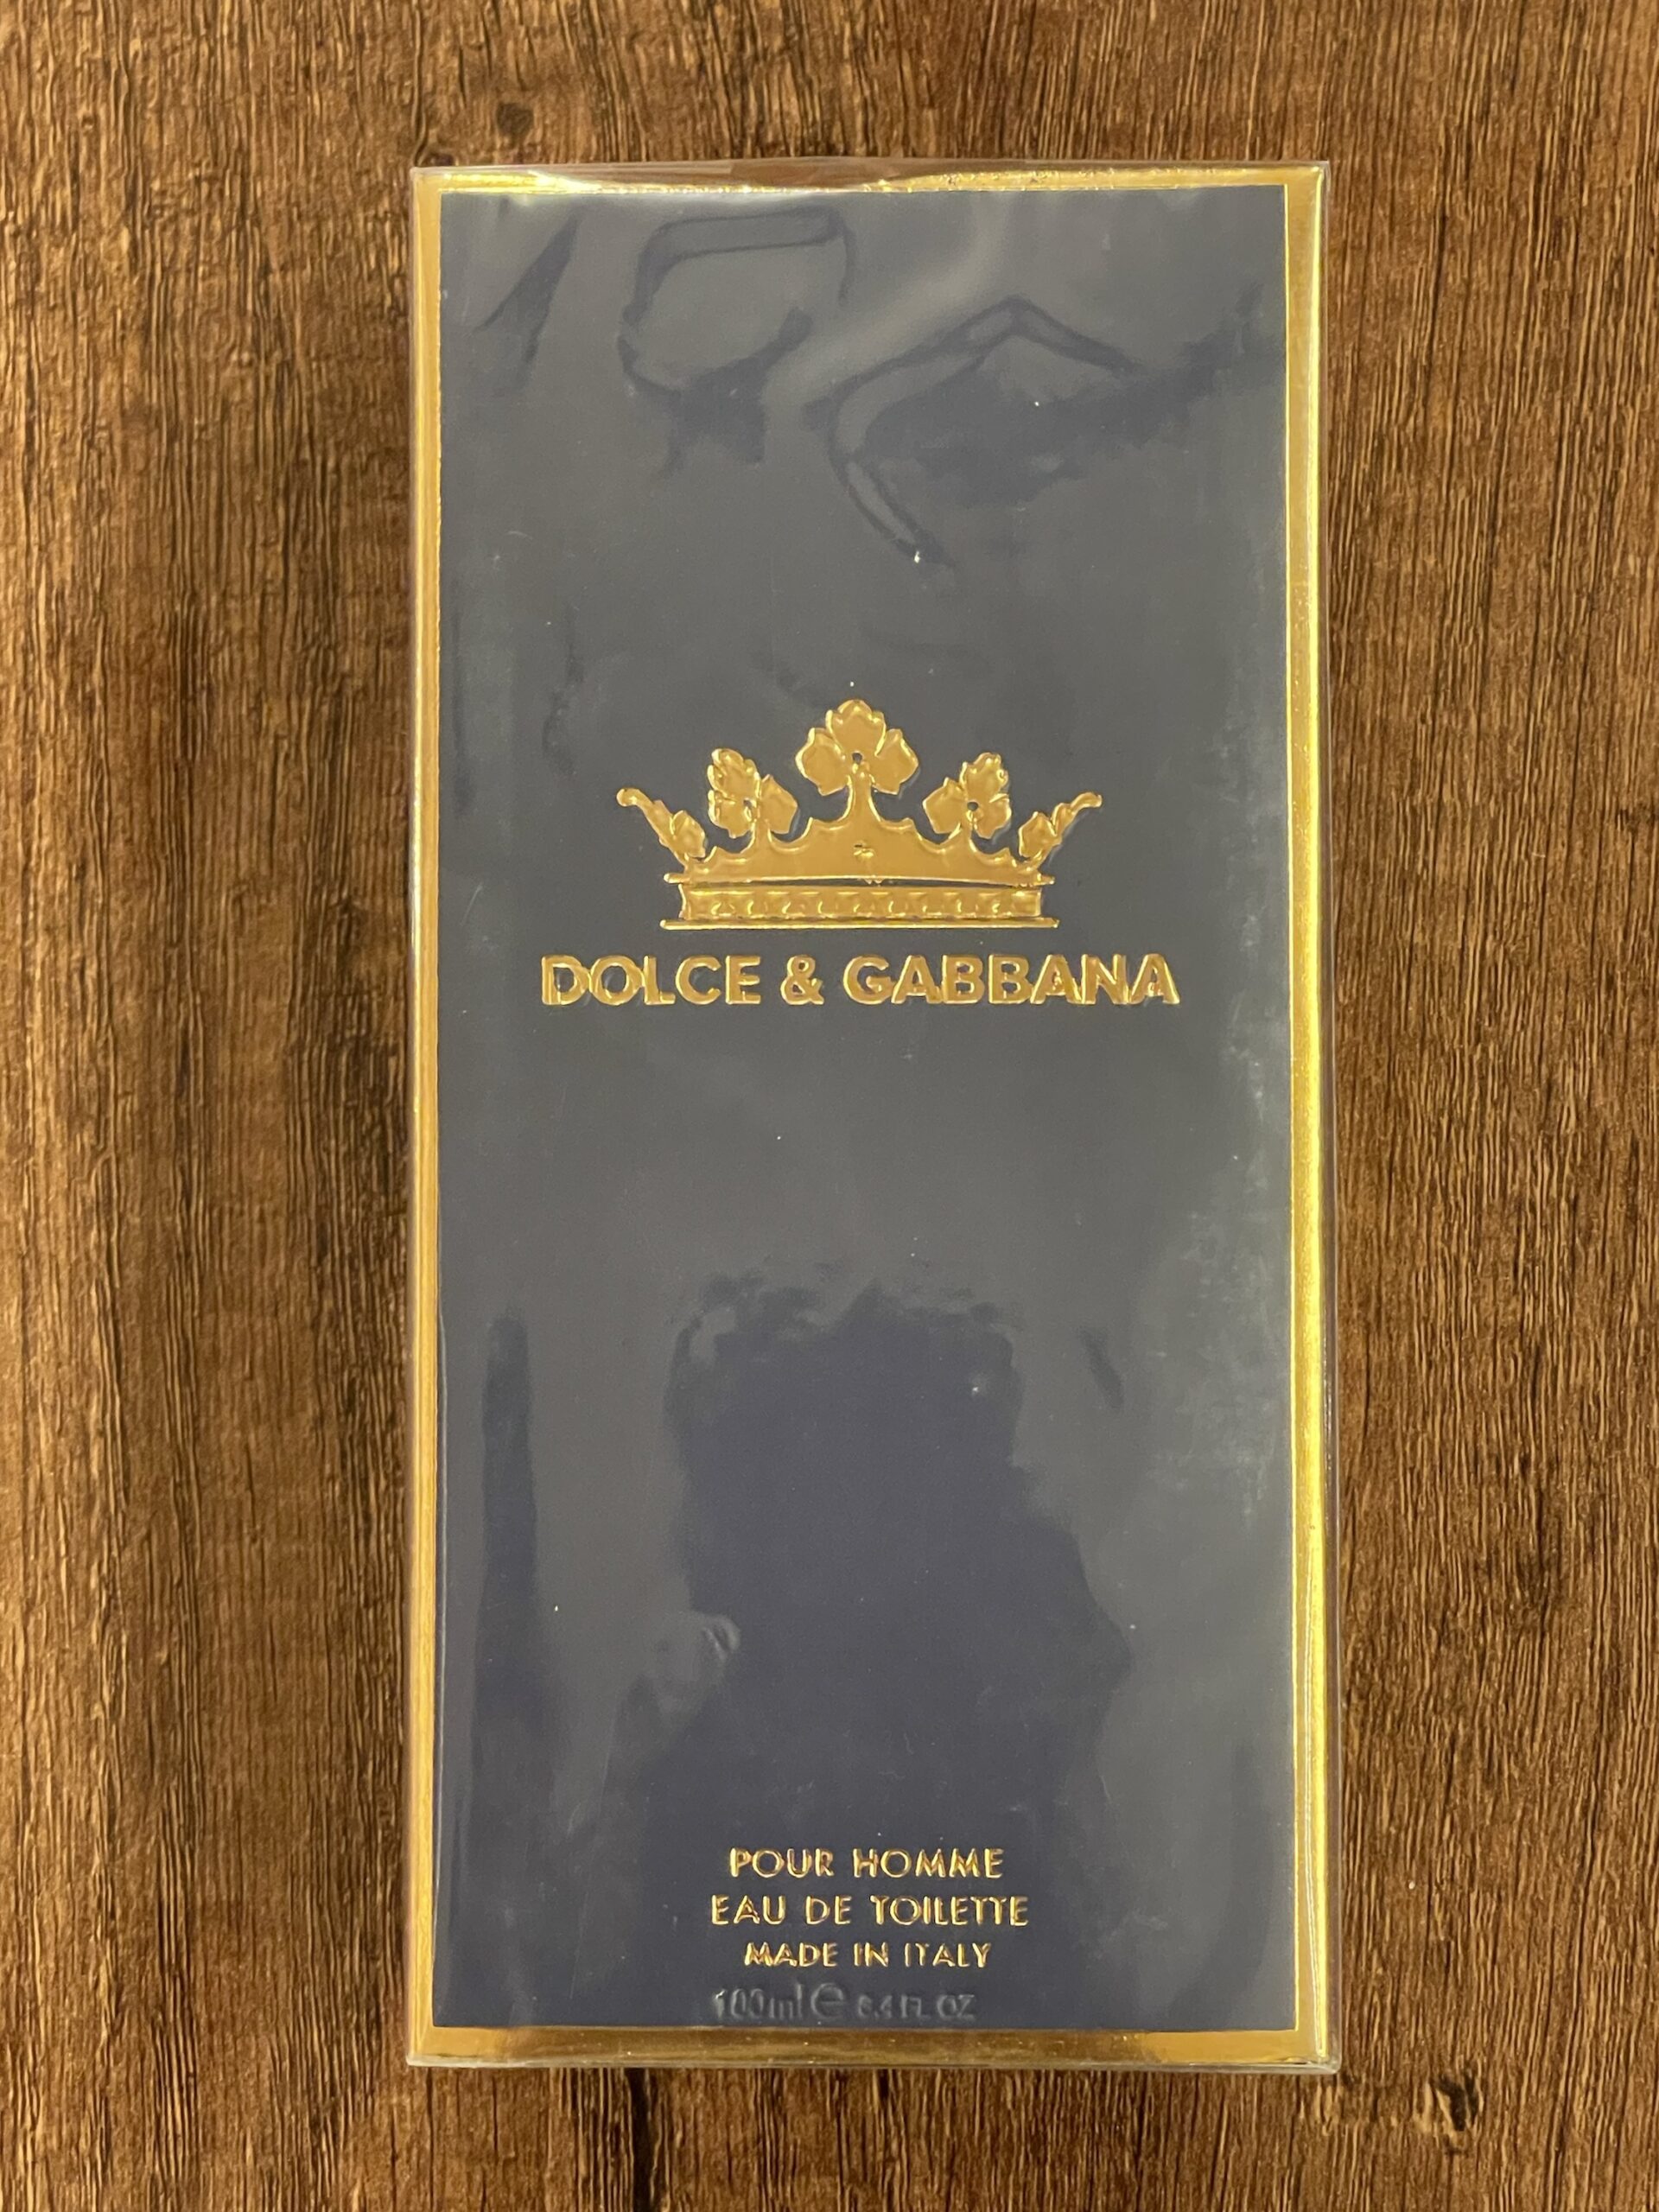 DOLCE & GABBANA
POUR HOMME
EAU DE TOILETTE
MADE IN ITALY
100ml ℮ 3.4 FL OZ